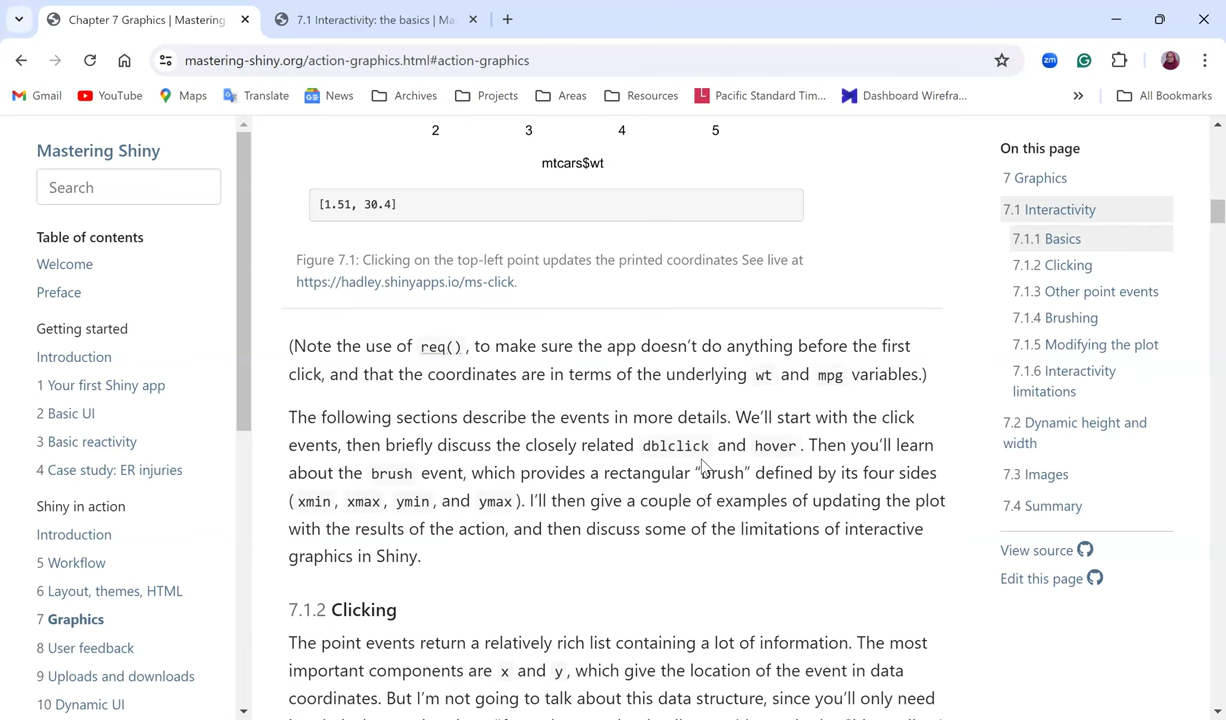 Chapter 7 Graphics | Mastering
7.1 Interactivity: the basics | Ma
mastering-shiny.org/action-graphics.html#action-graphics
zm
Gmail
YouTube
Maps
Translate
News
Archives
Projects
Areas
Resources
Pacific Standard Tim...
Dashboard Wirefra...
»
All Bookmarks
Mastering Shiny
Search
Table of contents
Welcome
Preface
Getting started
Introduction
1 Your first Shiny app
2 Basic UI
3 Basic reactivity
4 Case study: ER injuries
Shiny in action
Introduction
5 Workflow
6 Layout, themes, HTML
7 Graphics
8 User feedback
9 Uploads and downloads
10 Dynamic UI
2 3 4 5
mtcars$wt
[1.51, 30.4]
Figure 7.1: Clicking on the top-left point updates the printed coordinates See live at
https://hadley.shinyapps.io/ms-click.
(Note the use of req(), to make sure the app doesn’t do anything before the first
click, and that the coordinates are in terms of the underlying wt and mpg variables.)
The following sections describe the events in more details. We’ll start with the click
events, then briefly discuss the closely related dblclick and hover. Then you’ll learn
about the brush event, which provides a rectangular “brush” defined by its four sides
(xmin, xmax, ymin, and ymax). I’ll then give a couple of examples of updating the plot
with the results of the action, and then discuss some of the limitations of interactive
graphics in Shiny.
7.1.2 Clicking
The point events return a relatively rich list containing a lot of information. The most
important components are x and y, which give the location of the event in data
coordinates. But I’m not going to talk about this data structure, since you’ll only need
On this page
7 Graphics
7.1 Interactivity
7.1.1 Basics
7.1.2 Clicking
7.1.3 Other point events
7.1.4 Brushing
7.1.5 Modifying the plot
7.1.6 Interactivity
limitations
7.2 Dynamic height and
width
7.3 Images
7.4 Summary
View source
Edit this page